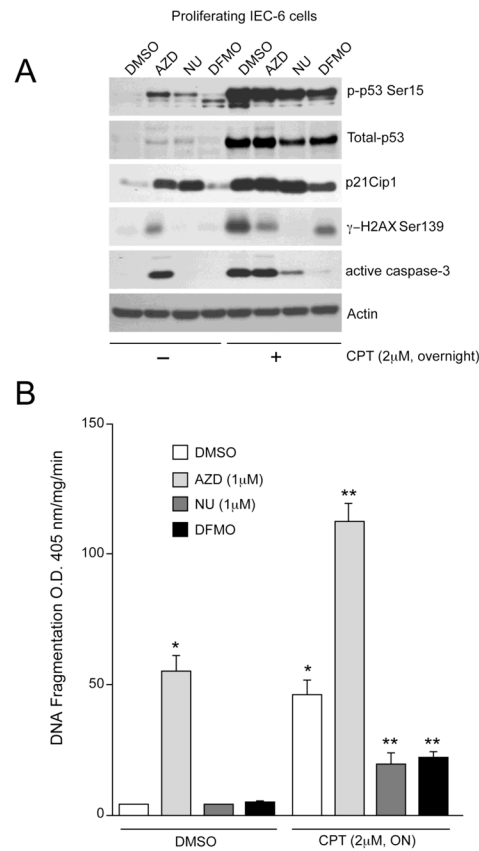 Proliferating IEC-6 cells
A
DMSO AZD NU DFMO DMSO AZD NU DFMO
p-p53 Ser15
Total-p53
p21Cip1
γ-H2AX Ser139
active caspase-3
Actin
– + CPT (2μM, overnight)
B
DNA Fragmentation O.D. 405 nm/mg/min
150
100
50
0
DMSO
AZD (1μM)
NU (1μM)
DFMO
*
*
**
**
**
DMSO CPT (2μM, ON)